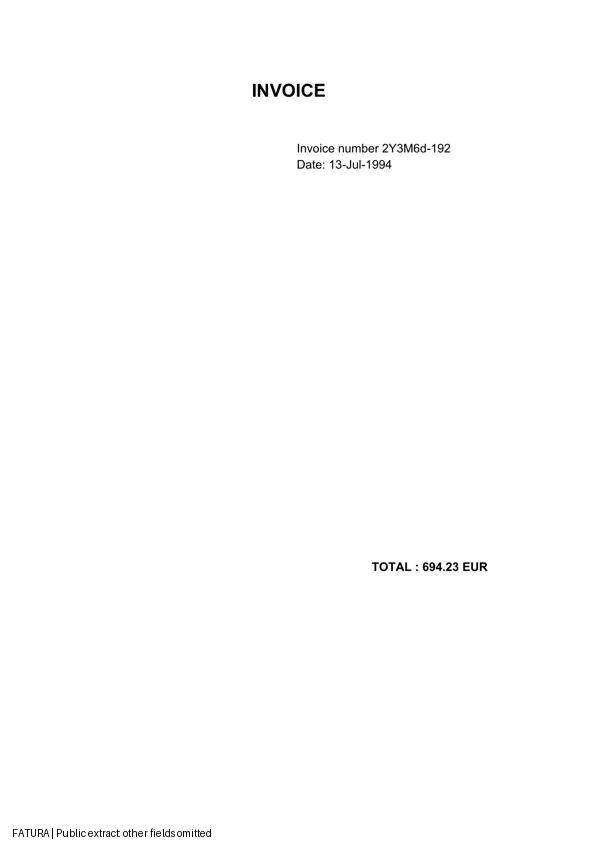 INVOICE
Invoice number 2Y3M6d-192
Date: 13-Jul-1994
TOTAL : 694.23 EUR
FATURA | Public extract: other fields omitted